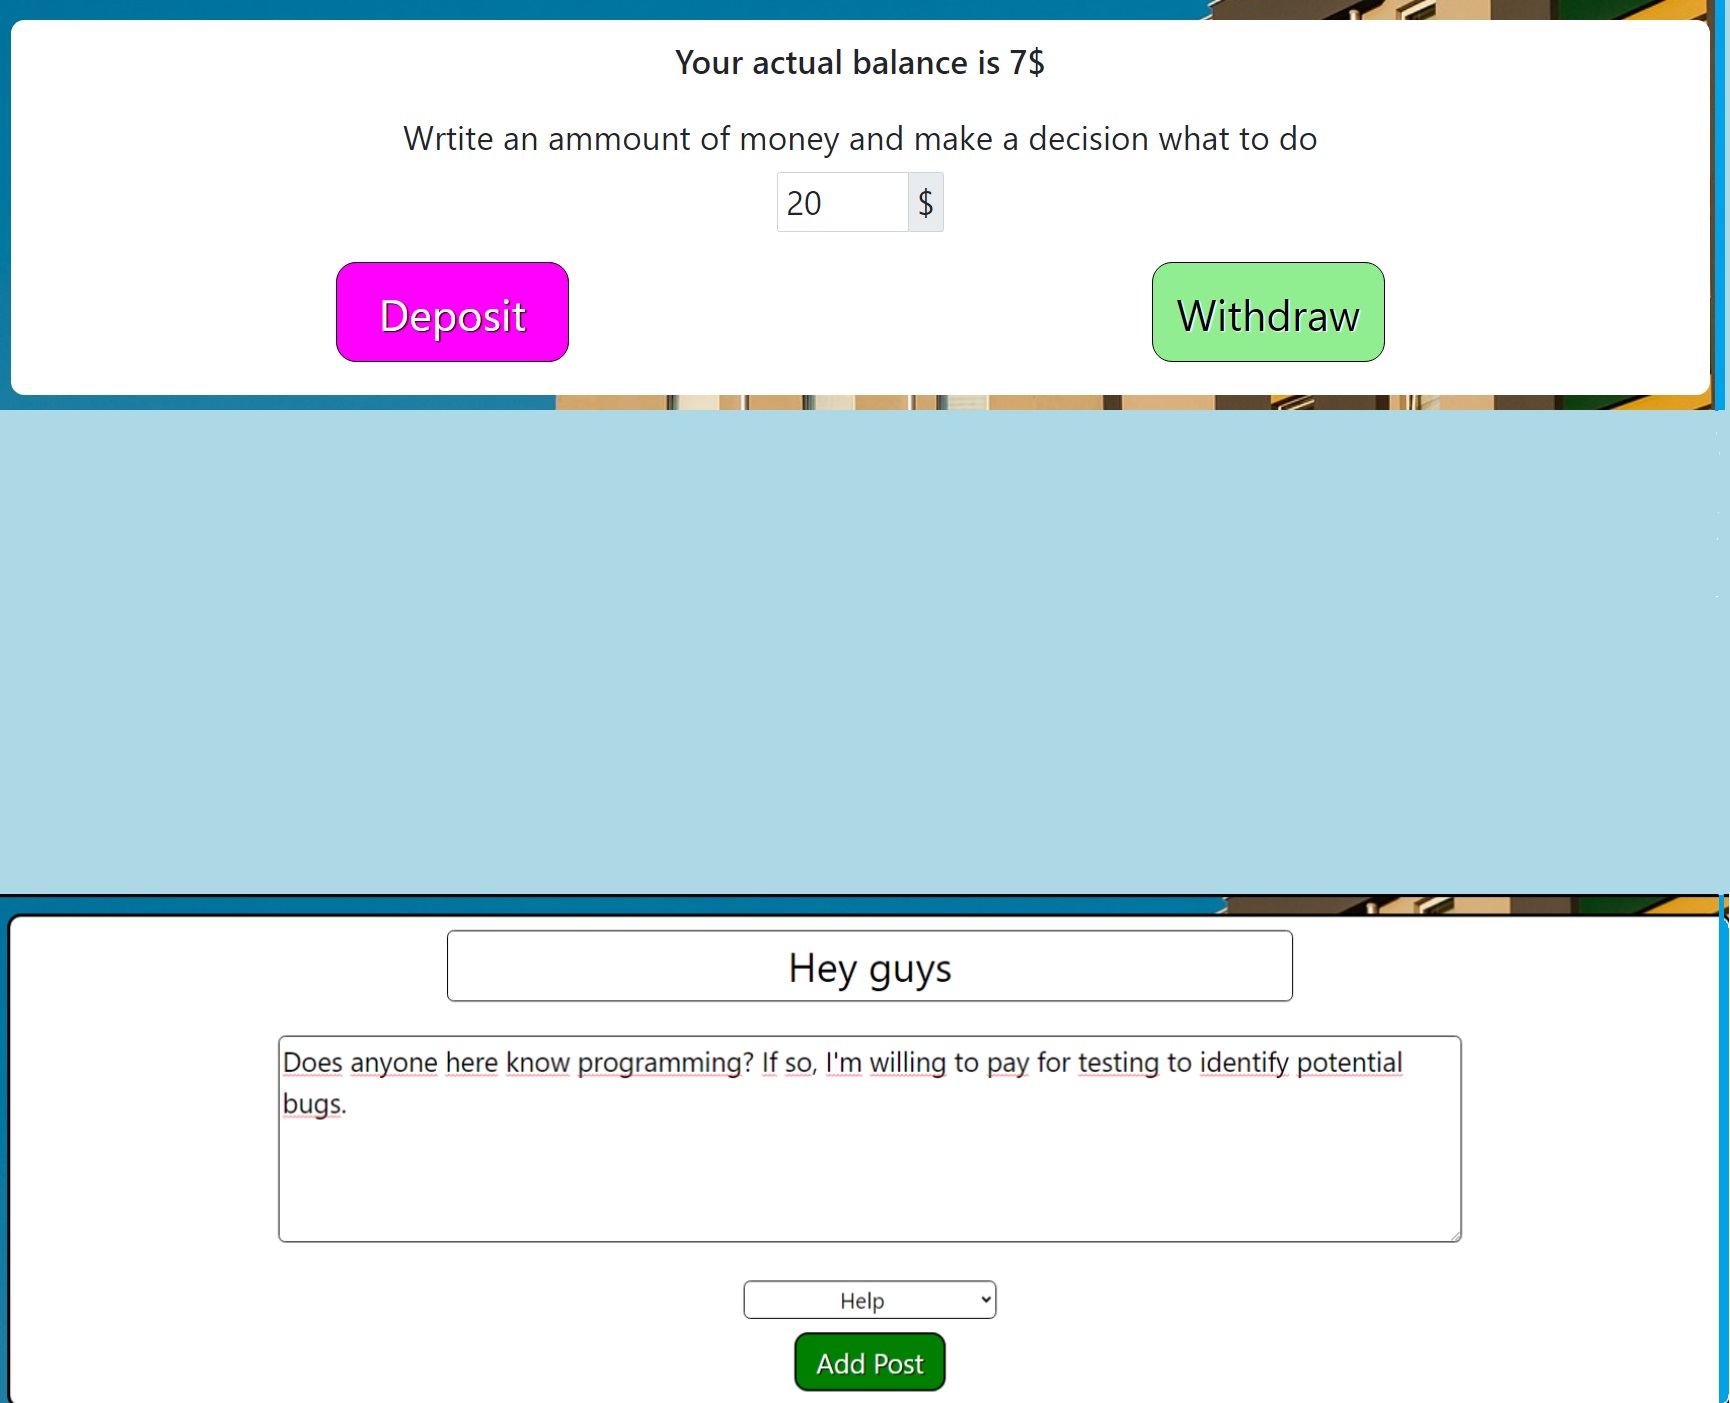 Your actual balance is 7$
Wrtite an ammount of money and make a decision what to do
20 $
Deposit Withdraw
Hey guys
Does anyone here know programming? If so, I'm willing to pay for testing to identify potential
bugs.
Help
Add Post